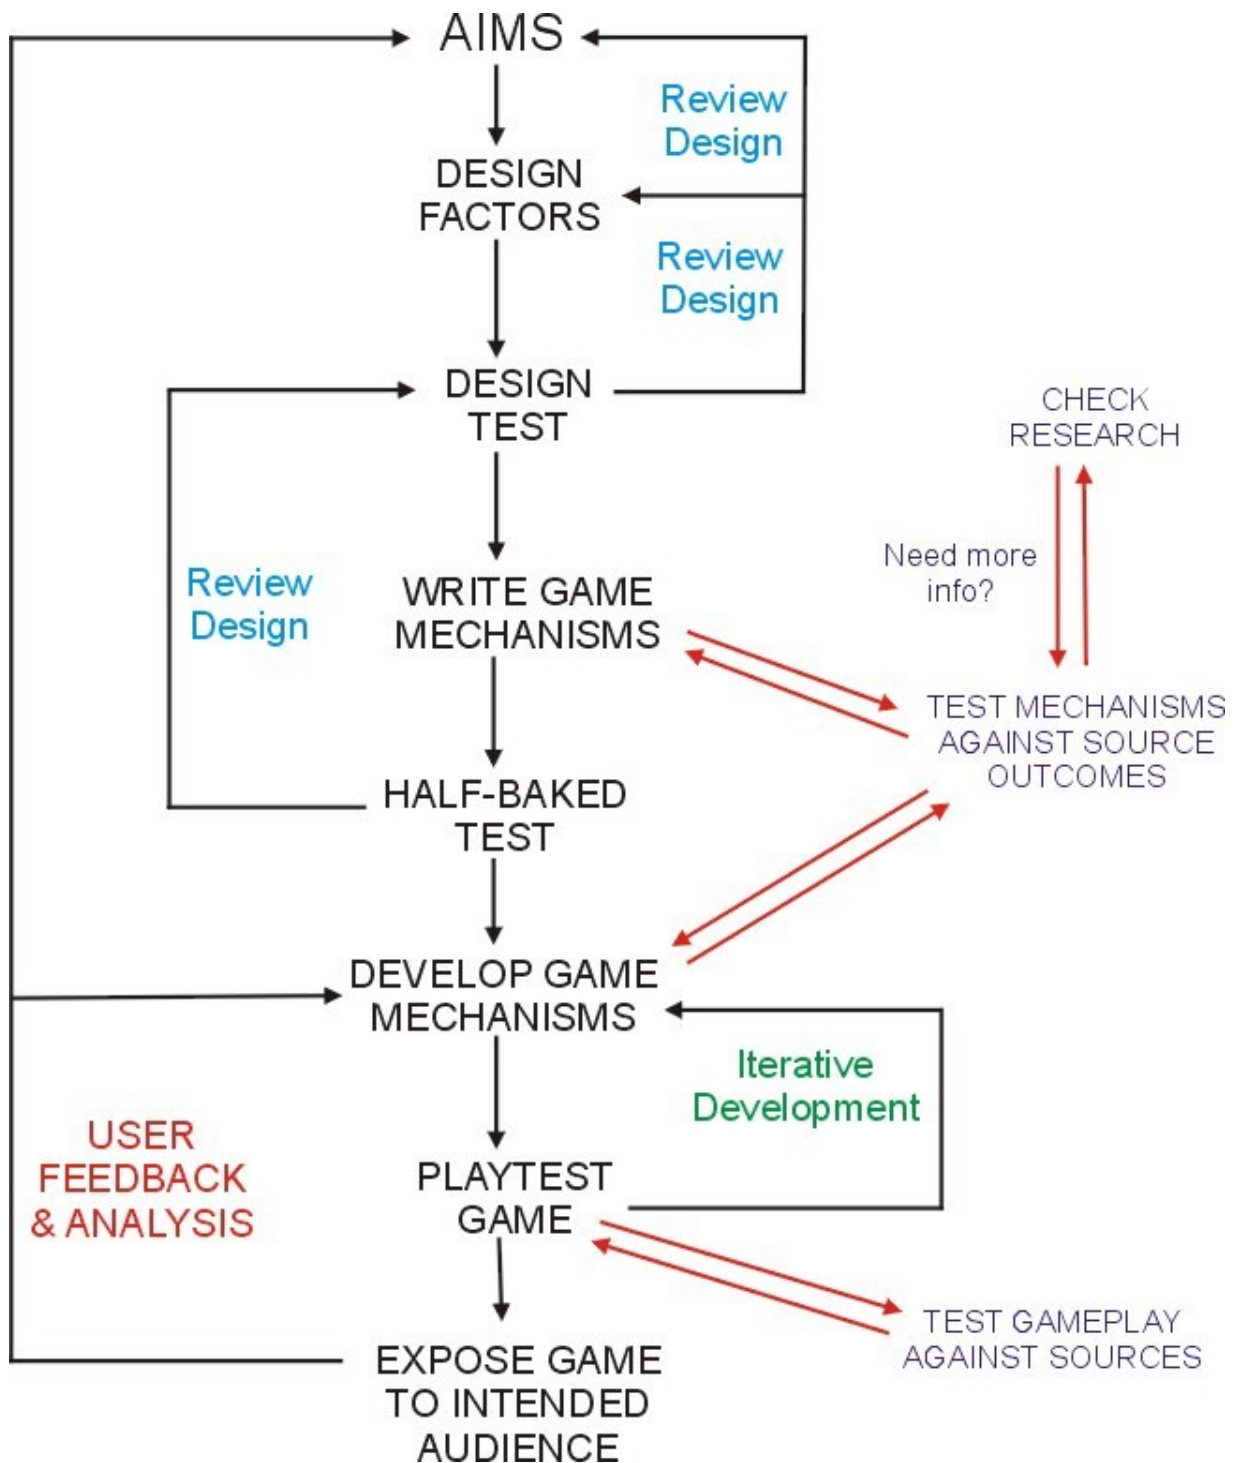 AIMS
Review
Design
DESIGN
FACTORS
Review
Design
DESIGN
TEST
CHECK
RESEARCH
Need more
info?
Review
Design
WRITE GAME
MECHANISMS
TEST MECHANISMS
AGAINST SOURCE
OUTCOMES
HALF-BAKED
TEST
DEVELOP GAME
MECHANISMS
Iterative
Development
USER
FEEDBACK
& ANALYSIS
PLAYTEST
GAME
TEST GAMEPLAY
AGAINST SOURCES
EXPOSE GAME
TO INTENDED
AUDIENCE